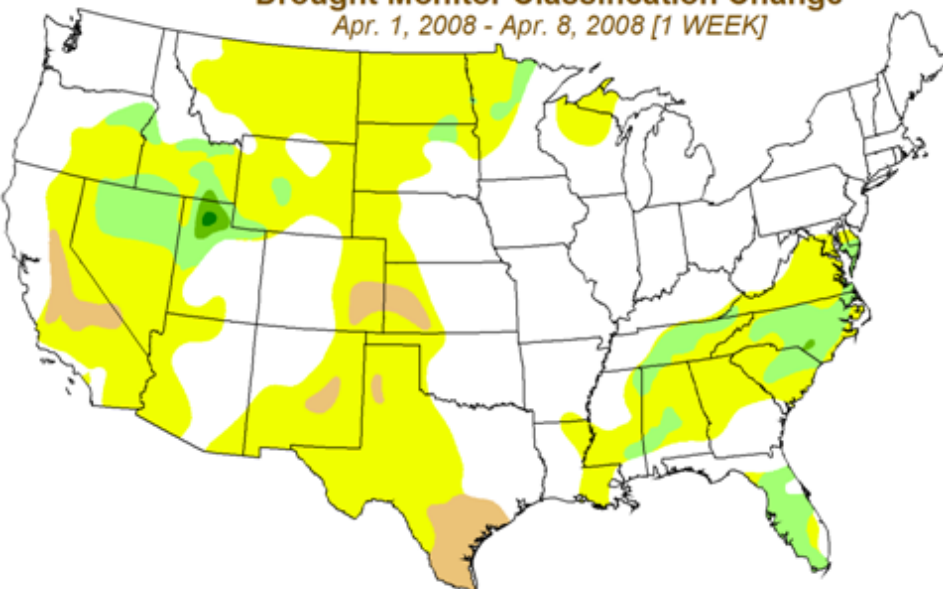 Drought Monitor Classification Change
Apr. 1, 2008 - Apr. 8, 2008 [1 WEEK]